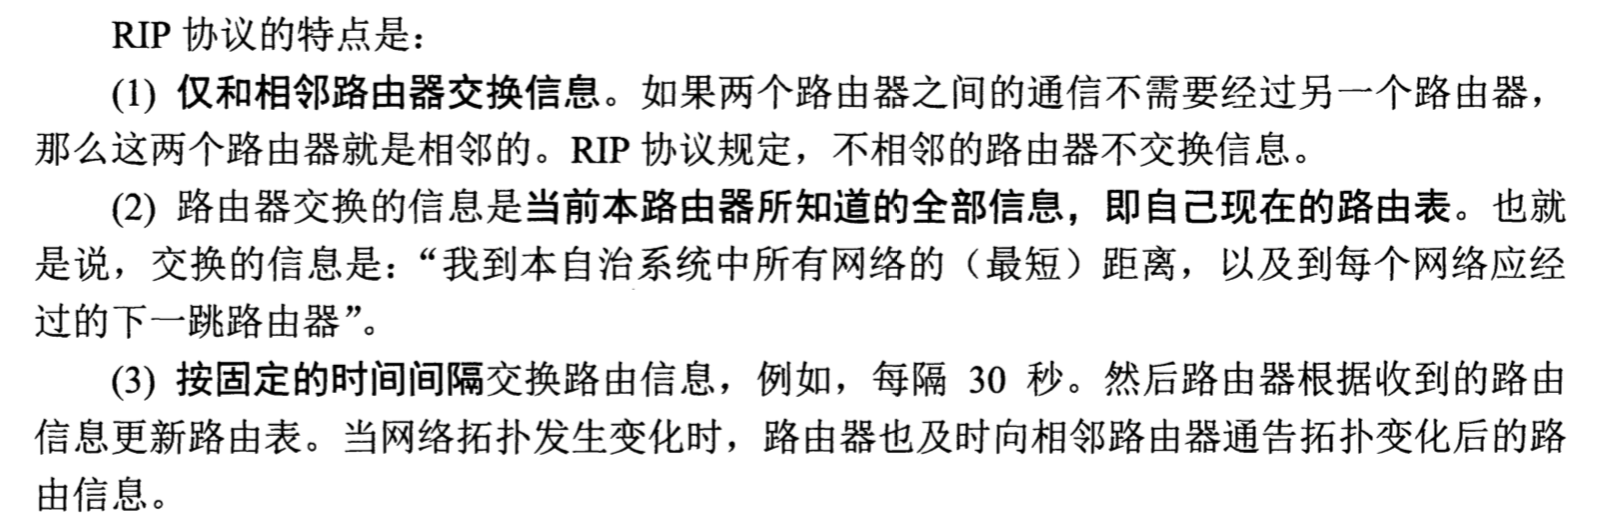 RIP 协议的特点是：
(1) 仅和相邻路由器交换信息。如果两个路由器之间的通信不需要经过另一个路由器，
那么这两个路由器就是相邻的。RIP 协议规定，不相邻的路由器不交换信息。
(2) 路由器交换的信息是当前本路由器所知道的全部信息，即自己现在的路由表。也就
是说，交换的信息是：“我到本自治系统中所有网络的（最短）距离，以及到每个网络应经
过的下一跳路由器”。
(3) 按固定的时间间隔交换路由信息，例如，每隔 30 秒。然后路由器根据收到的路由
信息更新路由表。当网络拓扑发生变化时，路由器也及时向相邻路由器通告拓扑变化后的路
由信息。